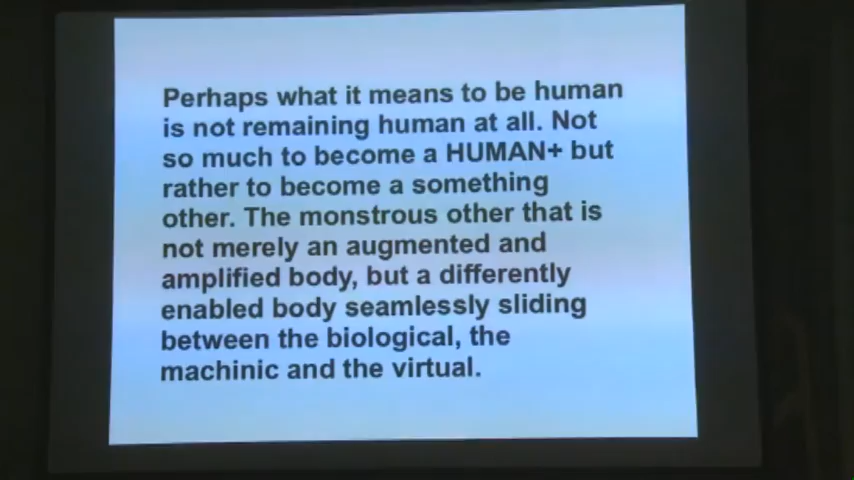 Perhaps what it means to be human
is not remaining human at all. Not
so much to become a HUMAN+ but
rather to become a something
other. The monstrous other that is
not merely an augmented and
amplified body, but a differently
enabled body seamlessly sliding
between the biological, the
machinic and the virtual.